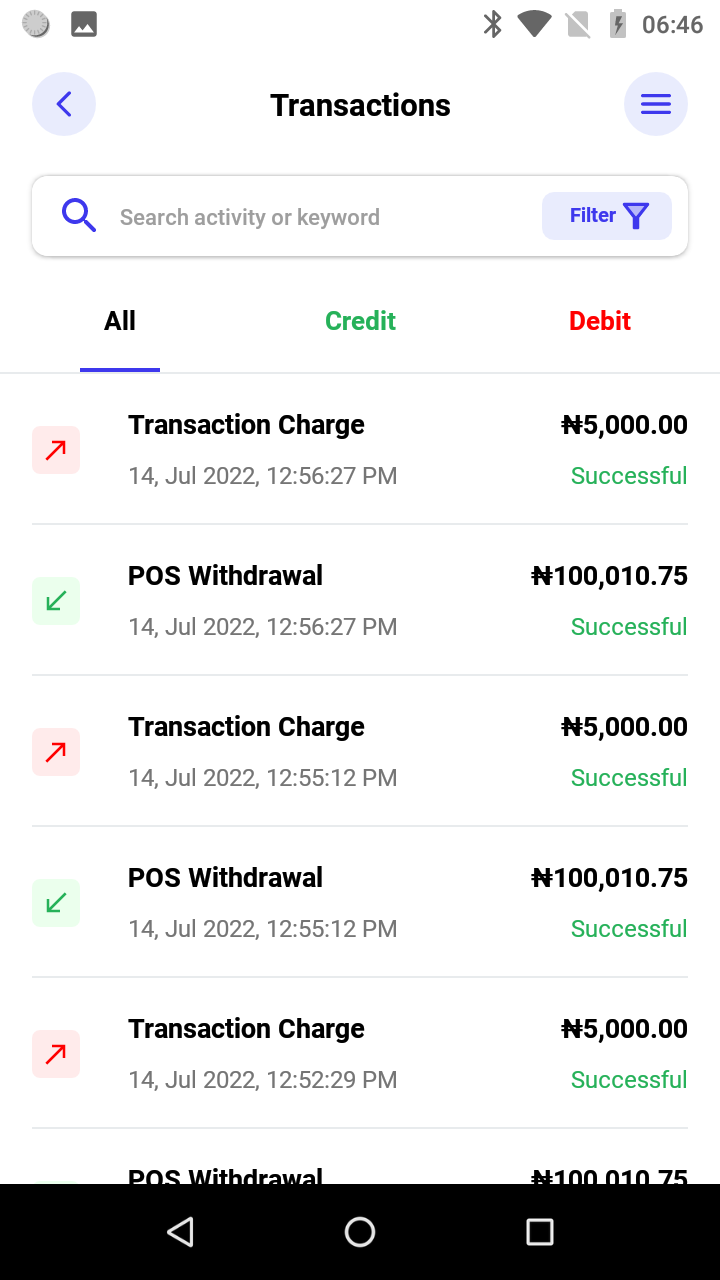 06:46
Transactions
Search activity or keyword
Filter
All Credit Debit
Transaction Charge ₦5,000.00
14, Jul 2022, 12:56:27 PM Successful
POS Withdrawal ₦100,010.75
14, Jul 2022, 12:56:27 PM Successful
Transaction Charge ₦5,000.00
14, Jul 2022, 12:55:12 PM Successful
POS Withdrawal ₦100,010.75
14, Jul 2022, 12:55:12 PM Successful
Transaction Charge ₦5,000.00
14, Jul 2022, 12:52:29 PM Successful
POS Withdrawal ₦100,010.75